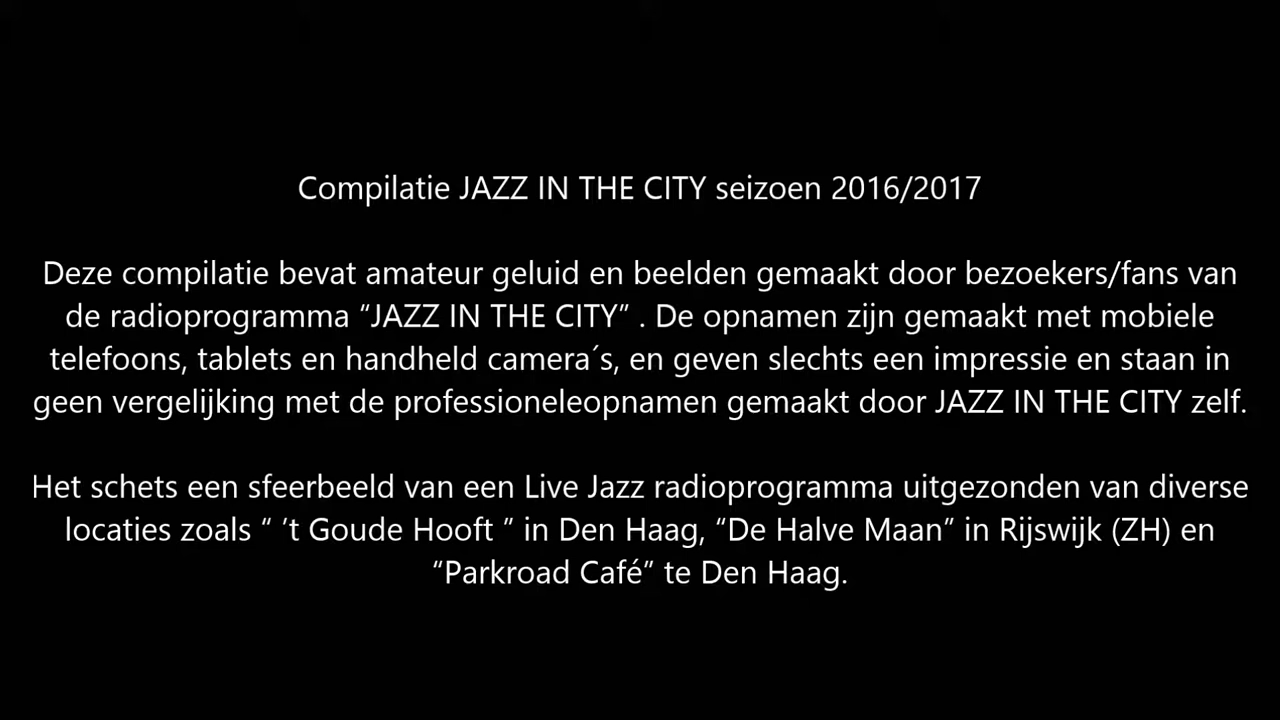 Compilatie JAZZ IN THE CITY seizoen 2016/2017
Deze compilatie bevat amateur geluid en beelden gemaakt door bezoekers/fans van
de radioprogramma “JAZZ IN THE CITY” . De opnamen zijn gemaakt met mobiele
telefoons, tablets en handheld camera´s, en geven slechts een impressie en staan in
geen vergelijking met de professioneleopnamen gemaakt door JAZZ IN THE CITY zelf.
Het schets een sfeerbeeld van een Live Jazz radioprogramma uitgezonden van diverse
locaties zoals “ ’t Goude Hooft ” in Den Haag, “De Halve Maan” in Rijswijk (ZH) en
“Parkroad Café” te Den Haag.